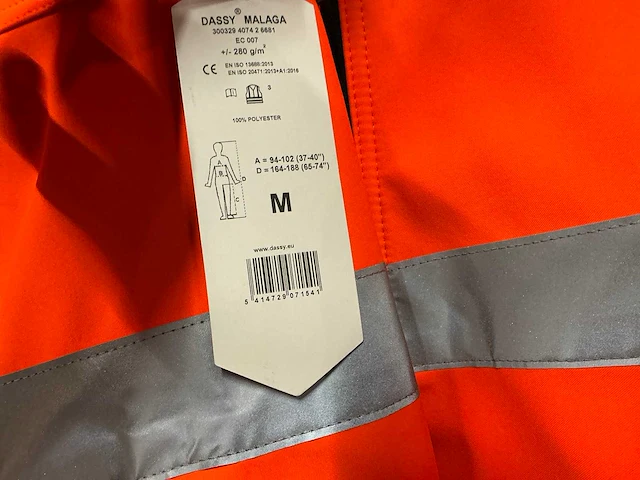 DASSY® MALAGA
300329 4074 2 6681
EC 007
+/- 280 g/m²
CE EN ISO 13688:2013
EN ISO 20471:2013+A1:2016
3
100% POLYESTER
A
B
C
D
A = 94-102 (37-40")
D = 164-188 (65-74")
M
www.dassy.eu
5 414729 071541